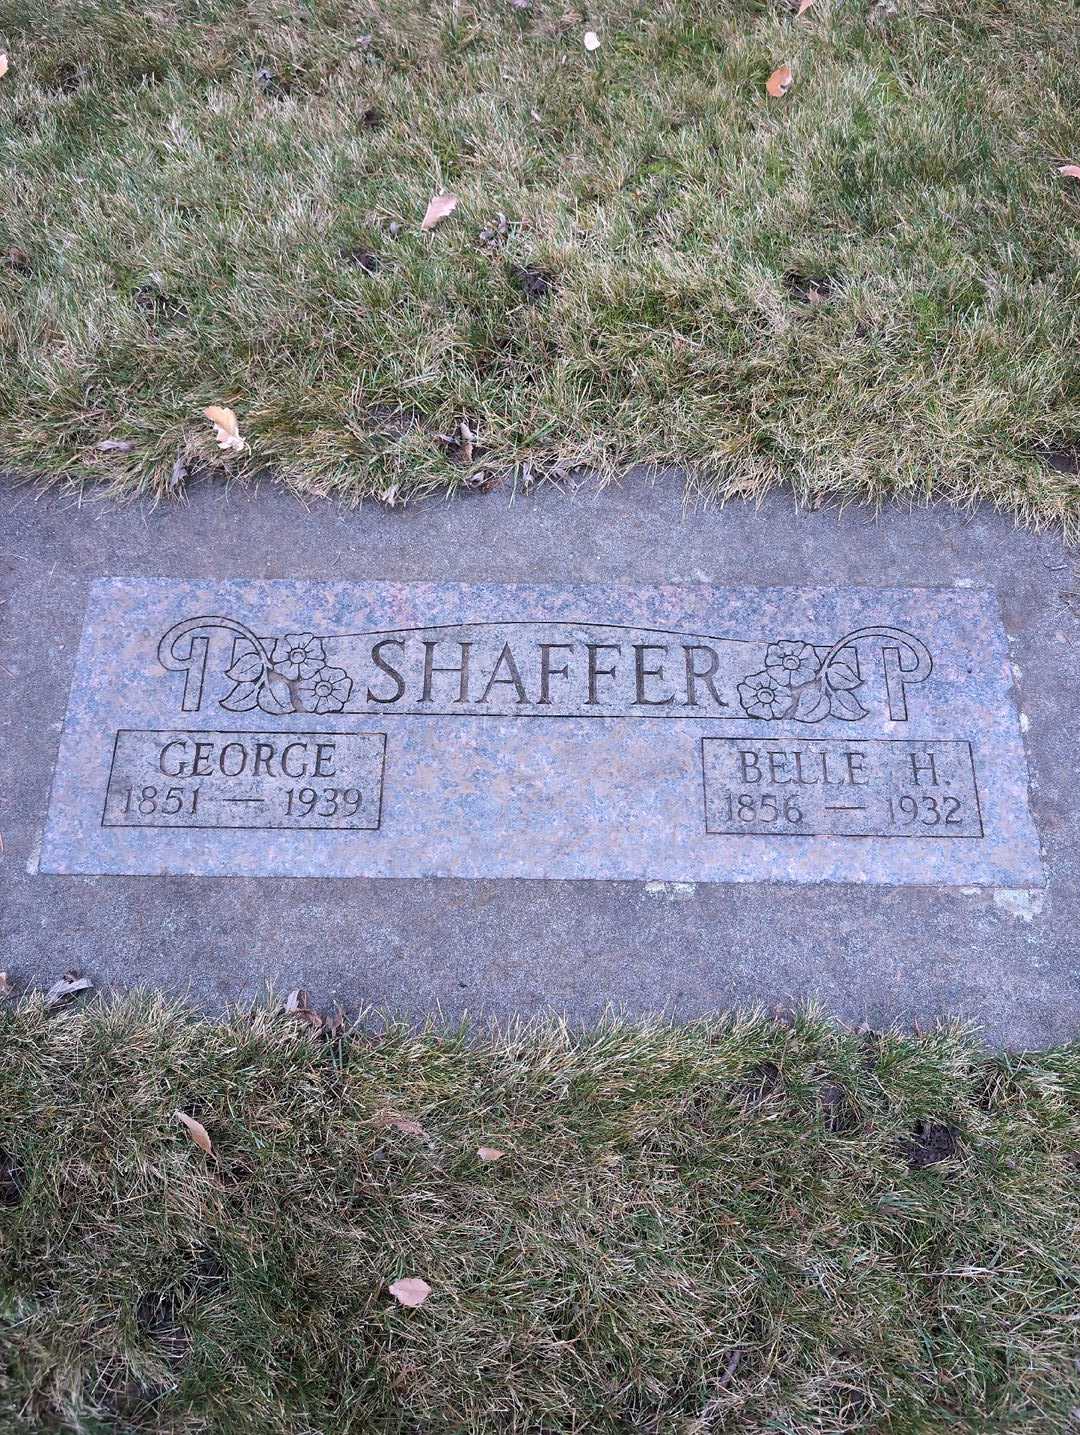 SHAFFER
GEORGE
1851 — 1939
BELLE H.
1856 — 1932